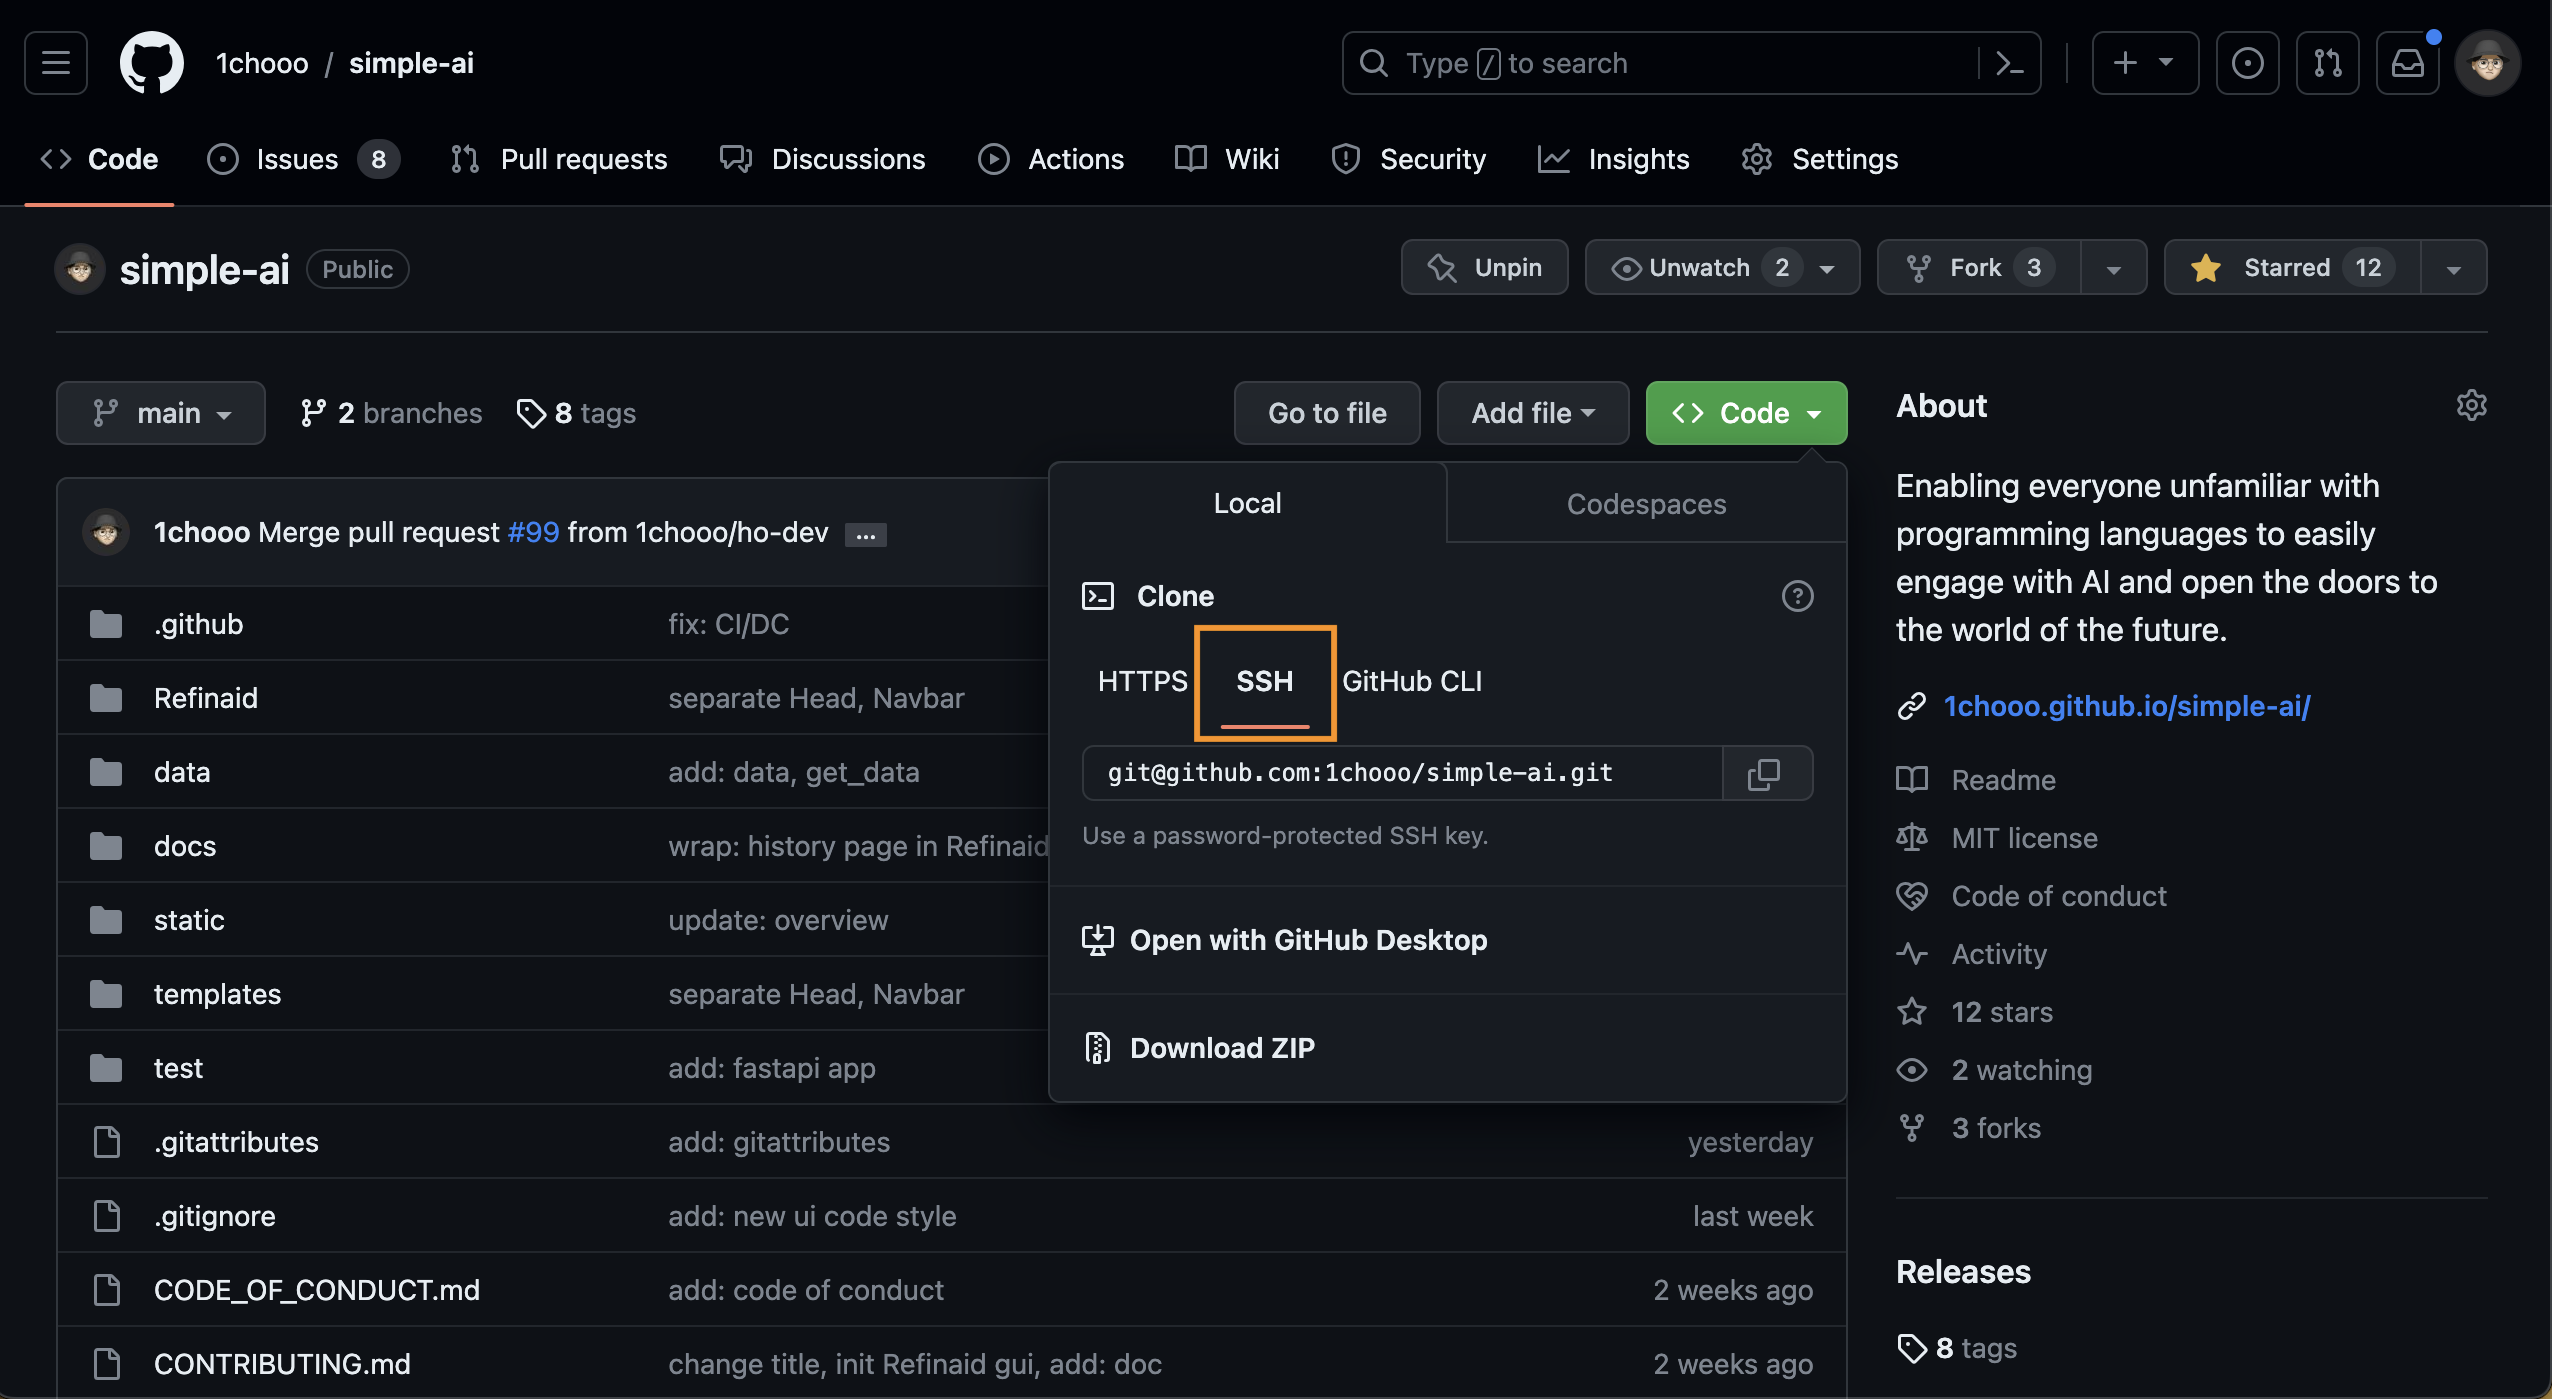 1chooo / simple-ai
Type / to search
Code
Issues 8
Pull requests
Discussions
Actions
Wiki
Security
Insights
Settings
simple-ai Public
Unpin
Unwatch 2
Fork 3
Starred 12
main
2 branches
8 tags
Go to file
Add file
Code
1chooo Merge pull request #99 from 1chooo/ho-dev ...
.github fix: CI/DC
Refinaid separate Head, Navbar
data add: data, get_data
docs wrap: history page in Refinaid
static update: overview
templates separate Head, Navbar
test add: fastapi app
.gitattributes add: gitattributes yesterday
.gitignore add: new ui code style last week
CODE_OF_CONDUCT.md add: code of conduct 2 weeks ago
CONTRIBUTING.md change title, init Refinaid gui, add: doc 2 weeks ago
Local
Codespaces
Clone
HTTPS SSH GitHub CLI
git@github.com:1chooo/simple-ai.git
Use a password-protected SSH key.
Open with GitHub Desktop
Download ZIP
About
Enabling everyone unfamiliar with
programming languages to easily
engage with AI and open the doors to
the world of the future.
1chooo.github.io/simple-ai/
Readme
MIT license
Code of conduct
Activity
12 stars
2 watching
3 forks
Releases
8 tags